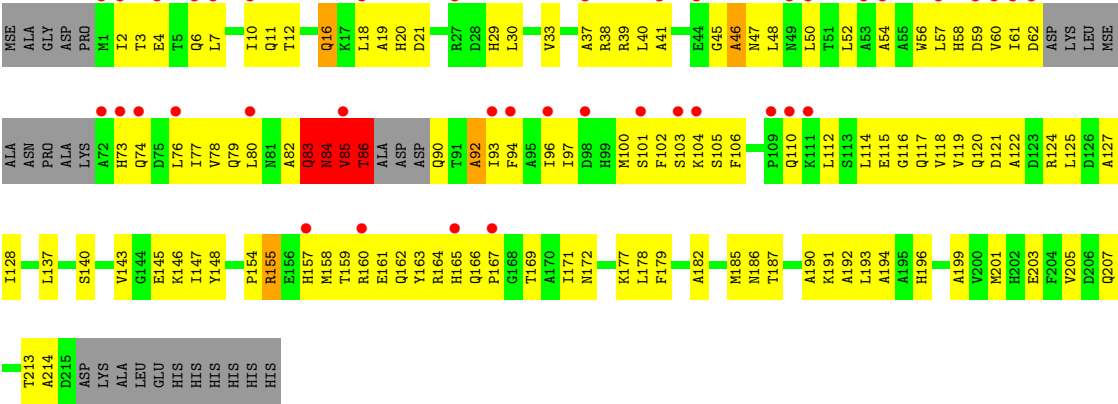 MSE ALA GLY ASP PRO M1 I2 T3 E4 T5 Q6 L7 I10 Q11 T12 Q16 K17 L18 A19 H20 D21 R27 D28 H29 L30 V33 A37 R38 R39 L40 A41 E44 G45 A46 N47 L48 N49 L50 T51 L52 A53 A54 A55 W56 L57 H58 D59 V60 I61 D62 ASP LYS LEU MSE
ALA ASN PRO ALA LYS A72 H73 Q74 D75 L76 I77 V78 Q79 L80 N81 A82 Q83 N84 V85 T86 ALA ASP ASP Q90 T91 A92 I93 F94 A95 I96 I97 D98 H99 M100 S101 F102 S103 K104 S105 F106 P109 Q110 K111 L112 S113 L114 E115 G116 Q117 V118 V119 Q120 D121 A122 D123 R124 L125 D126 A127
I128 L137 S140 V143 G144 E145 K146 I147 Y148 P154 R155 E156 H157 M158 T159 R160 E161 Q162 Y163 R164 H165 Q166 P167 G168 T169 A170 I171 N172 K177 L178 F179 A182 M185 N186 T187 A190 K191 A192 L193 A194 A195 H196 A199 V200 M201 H202 E203 F204 V205 D206 Q207
T213 A214 D215 ASP LYS ALA LEU GLU HIS HIS HIS HIS HIS HIS